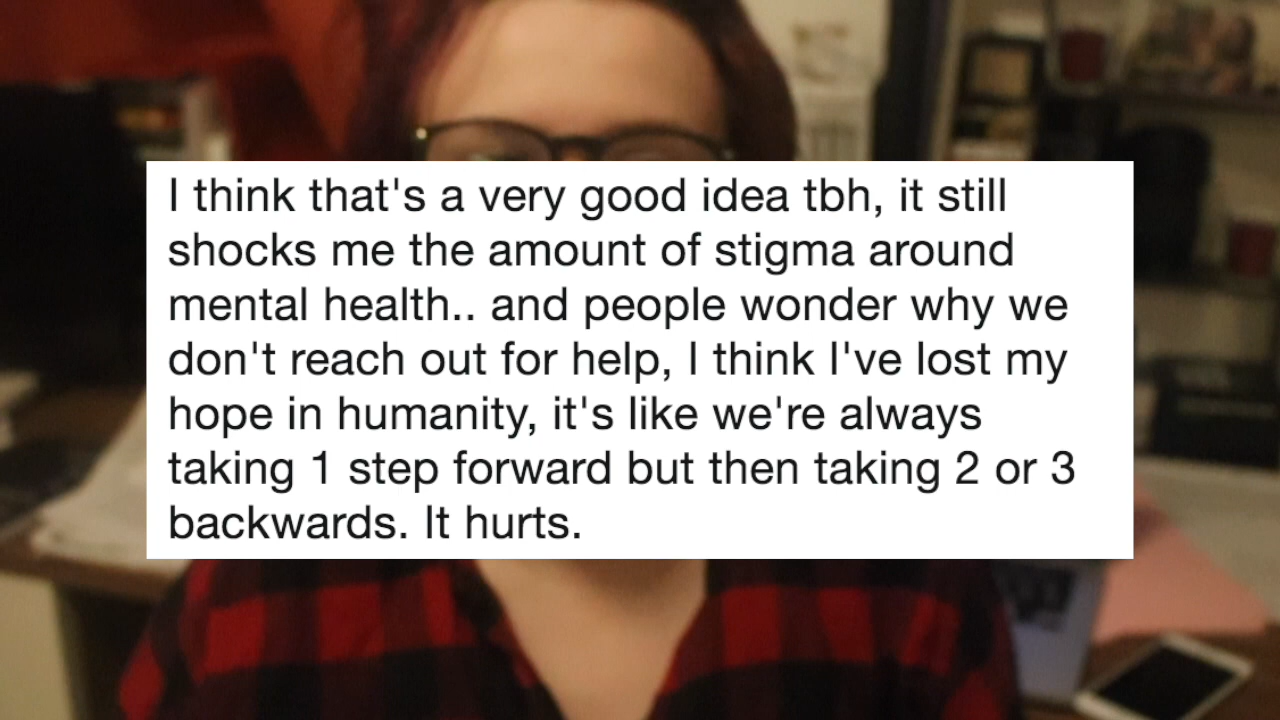 I think that's a very good idea tbh, it still
shocks me the amount of stigma around
mental health.. and people wonder why we
don't reach out for help, I think I've lost my
hope in humanity, it's like we're always
taking 1 step forward but then taking 2 or 3
backwards. It hurts.